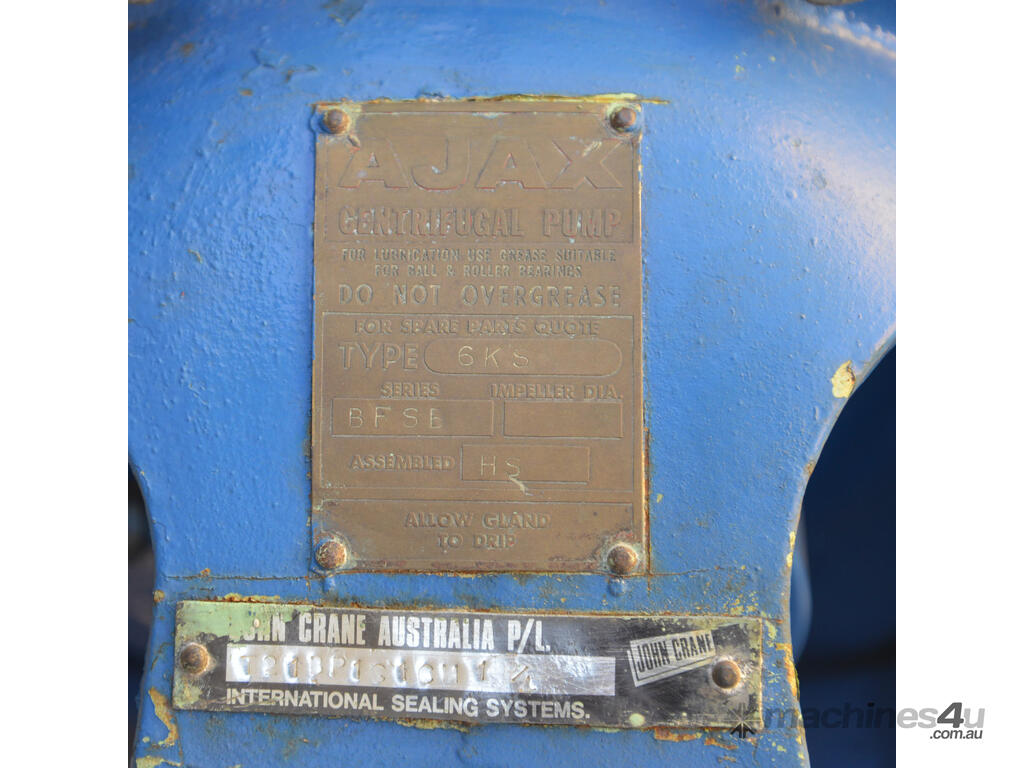 AJAX
CENTRIFUGAL PUMP
FOR LUBRICATION USE GREASE SUITABLE
FOR BALL & ROLLER BEARINGS
DO NOT OVERGREASE
FOR SPARE PARTS QUOTE
TYPE 6KS
SERIES IMPELLER DIA.
BFSB
ASSEMBLED HS
ALLOW GLAND
TO DRIP
JOHN CRANE AUSTRALIA P/L.
JOHN CRANE
INTERNATIONAL SEALING SYSTEMS.
machines4u
.com.au